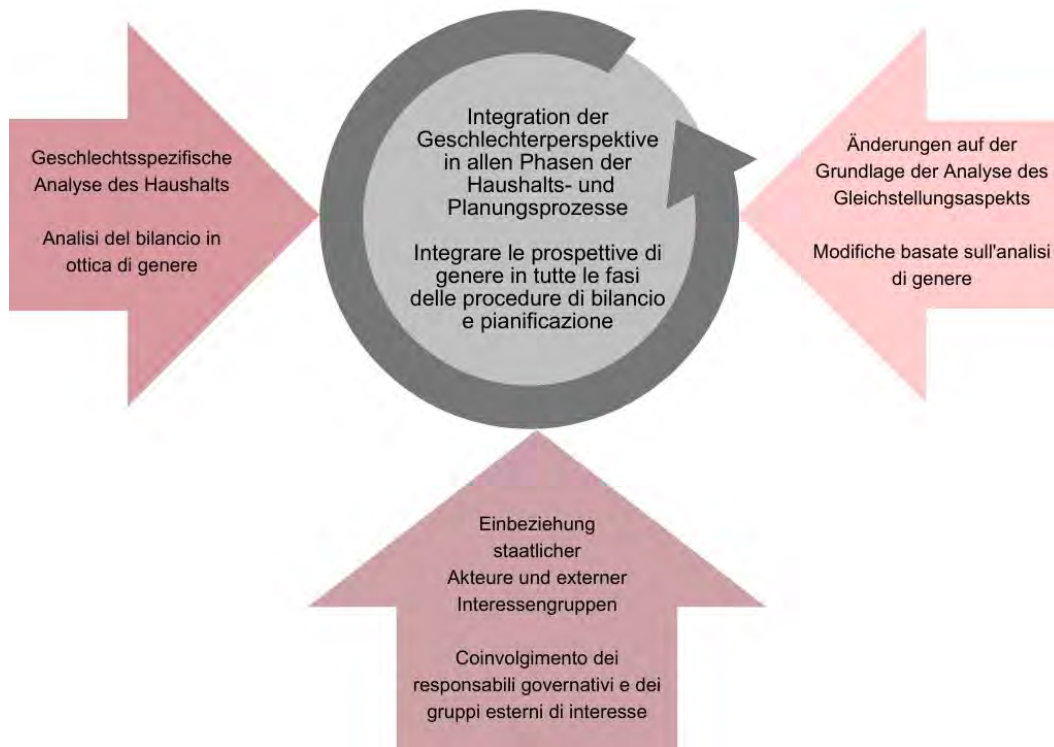 Geschlechtsspezifische
Analyse des Haushalts
Analisi del bilancio in
ottica di genere
Integration der
Geschlechterperspektive
in allen Phasen der
Haushalts- und
Planungsprozesse
Integrare le prospettive di
genere in tutte le fasi
delle procedure di bilancio
e pianificazione
Änderungen auf der
Grundlage der Analyse des
Gleichstellungsaspekts
Modifiche basate sull'analisi
di genere
Einbeziehung
staatlicher
Akteure und externer
Interessengruppen
Coinvolgimento dei
responsabili governativi e dei
gruppi esterni di interesse